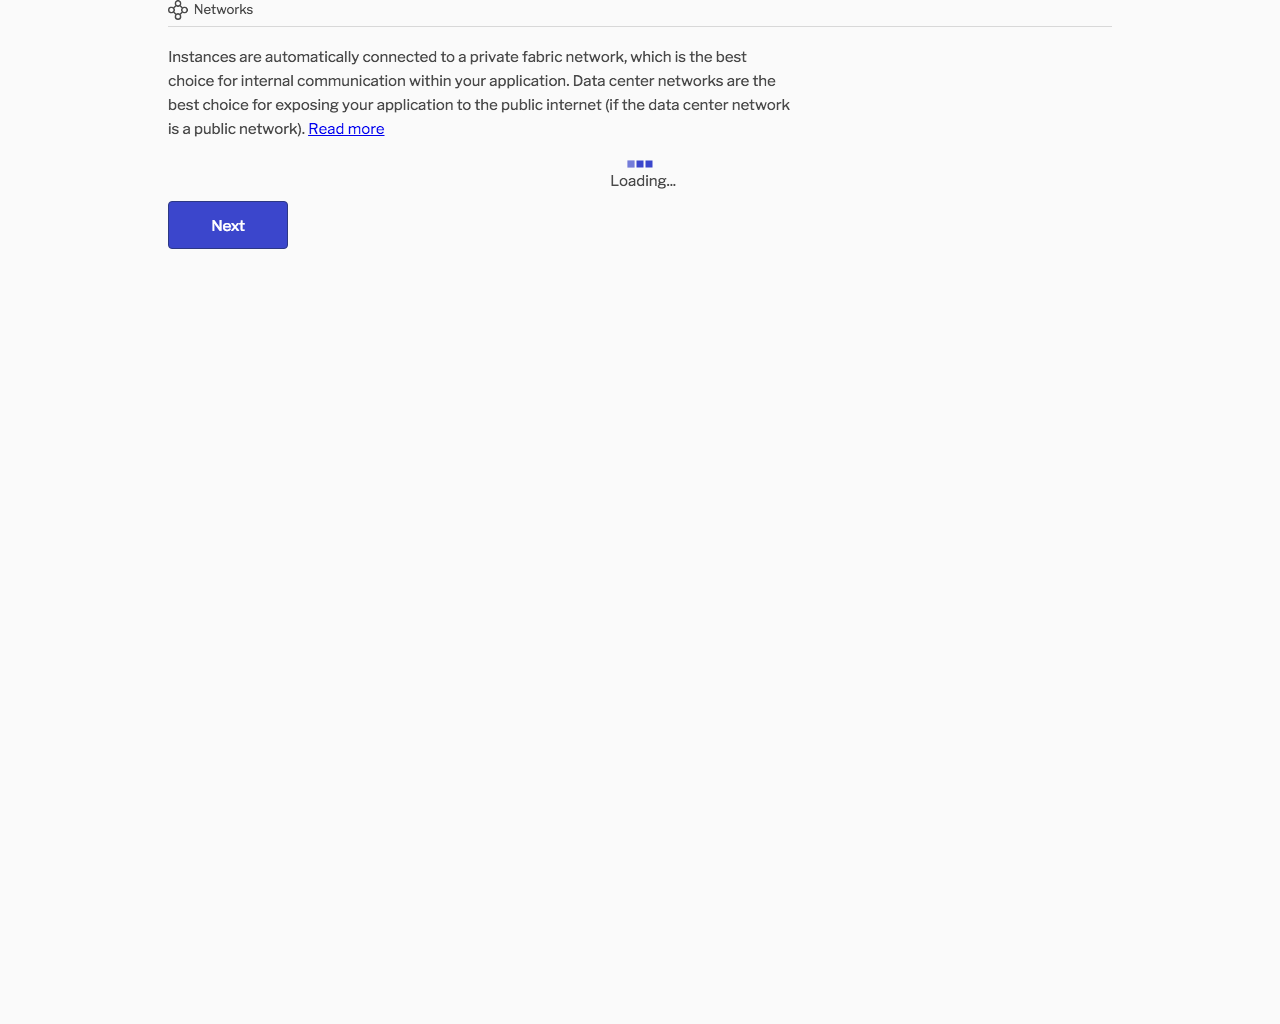 Networks
Instances are automatically connected to a private fabric network, which is the best
choice for internal communication within your application. Data center networks are the
best choice for exposing your application to the public internet (if the data center network
is a public network). Read more
Loading...
Next